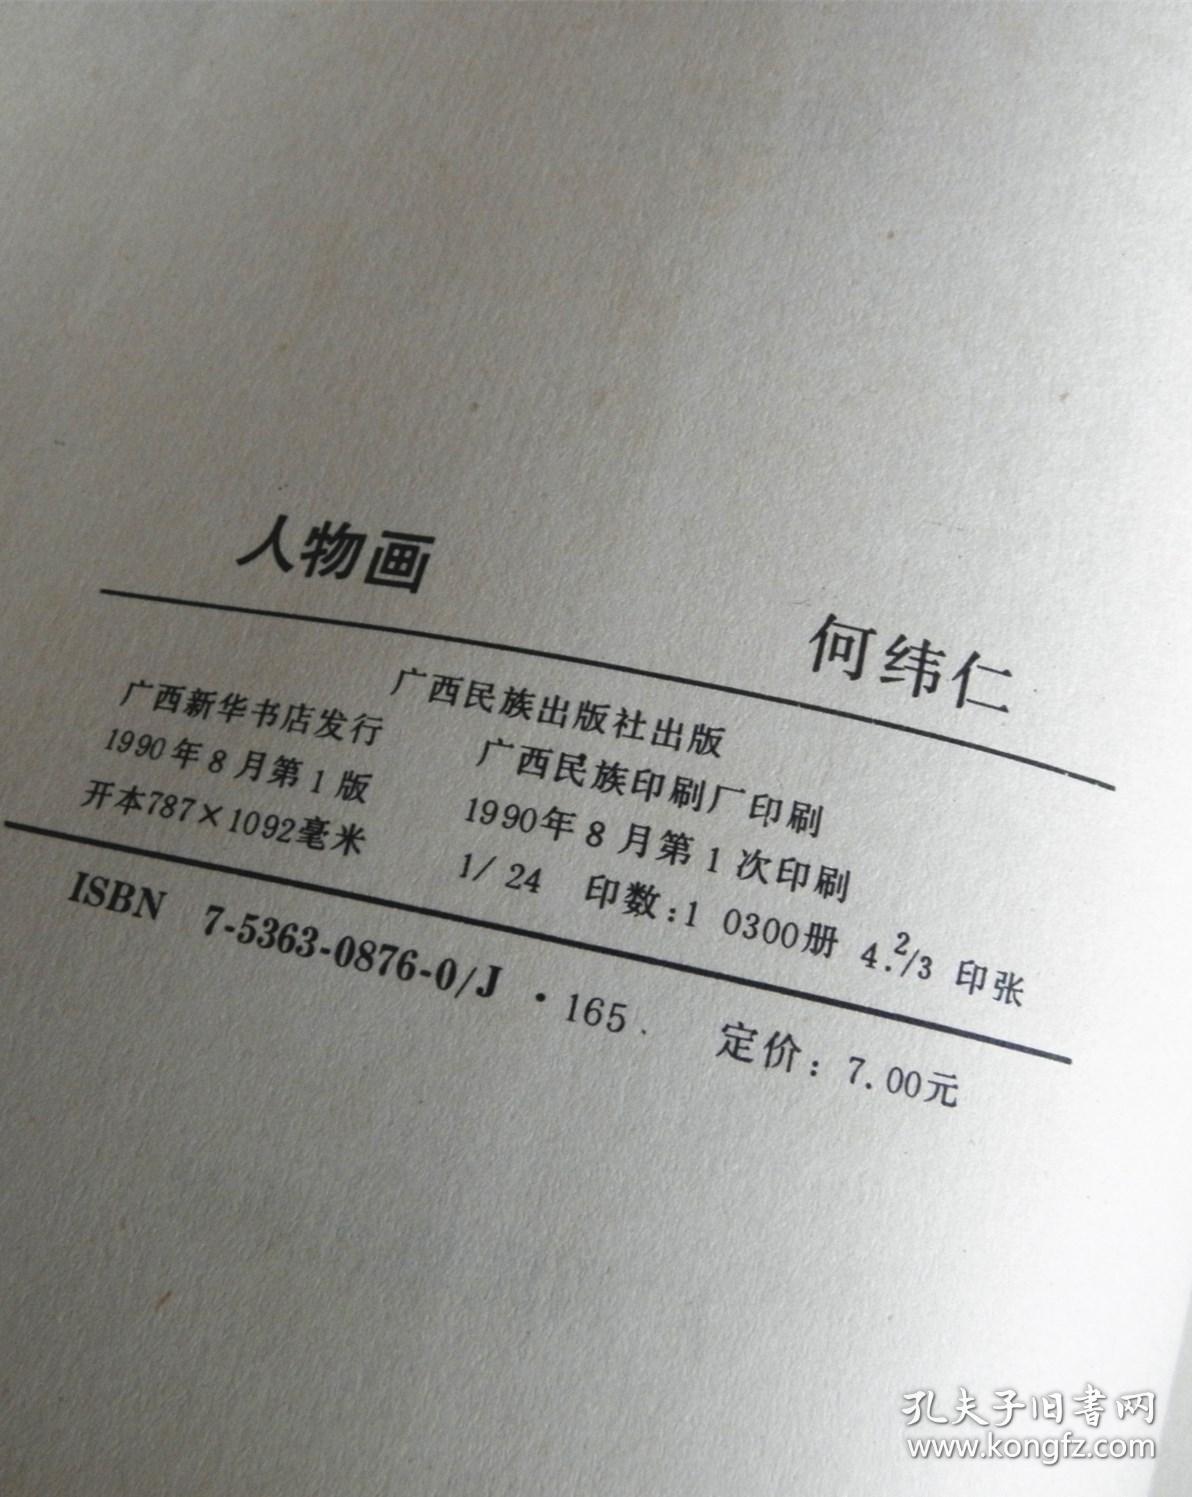 人物画
何纬仁
广西民族出版社出版
广西新华书店发行 广西民族印刷厂印刷
1990年8月第1版 1990年8月第1次印刷
开本787×1092毫米 1/24 印数:1 0300册 4.2/3 印张
ISBN 7-5363-0876-0/J·165. 定价:7.00元
孔夫子旧书网
www.kongfz.com